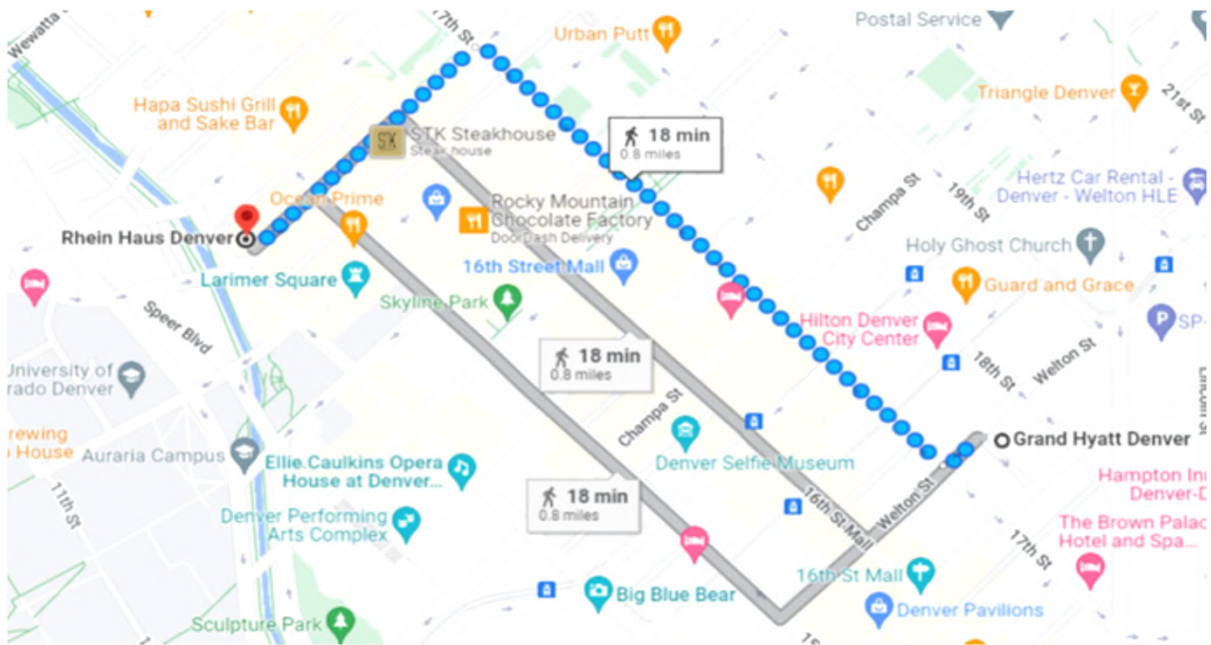 Wewatta
17th St
Urban Putt
Postal Service
Triangle Denver
21st St
Hapa Sushi Grill
and Sake Bar
STK
STK Steakhouse
Steak house
18 min
0.8 miles
Hertz Car Rental -
Denver - Welton HLE
Champa St
19th St
Ocean Prime
Rocky Mountain
Chocolate Factory
DoorDash Delivery
Rhein Haus Denver
Holy Ghost Church
16th Street Mall
Larimer Square
Guard and Grace
Skyline Park
Hilton Denver
City Center
P
SP-
Speer Blvd
18 min
0.8 miles
18th St
Welton St
University of
rado Denver
Champa St
rewing
House
Grand Hyatt Denver
Auraria Campus
Denver Selfie Museum
Ellie Caulkins Opera
House at Denver...
Hampton In
Denver-D
11th St
18 min
0.8 miles
16th St Mall
Welton St
Denver Performing
Arts Complex
17th St
The Brown Palac
Hotel and Spa...
16th St Mall
Big Blue Bear
Denver Pavilions
Sculpture Park